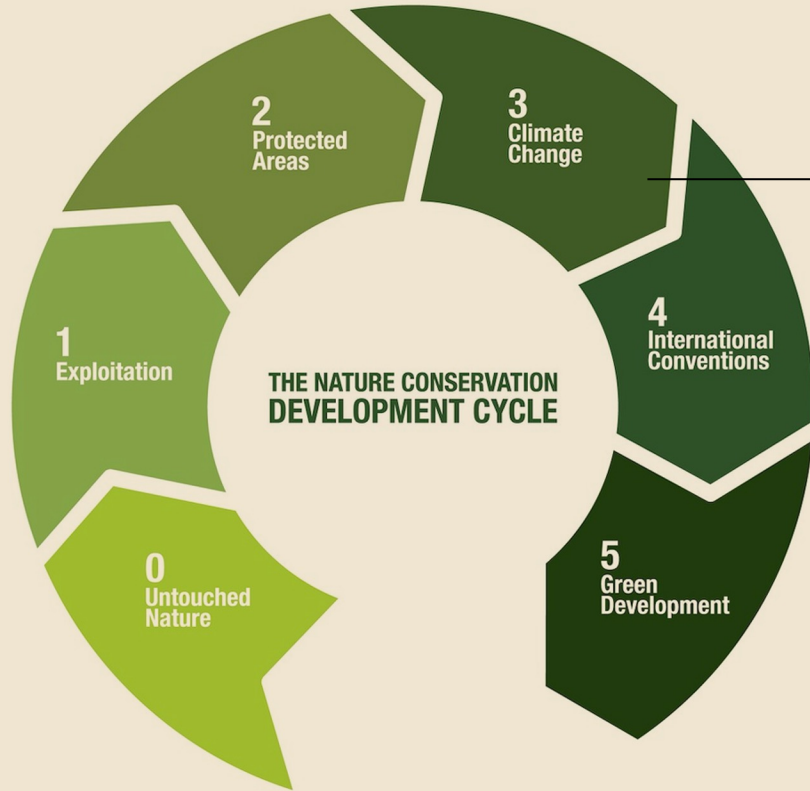 THE NATURE CONSERVATION
DEVELOPMENT CYCLE
0
Untouched
Nature
1
Exploitation
2
Protected
Areas
3
Climate
Change
4
International
Conventions
5
Green
Development